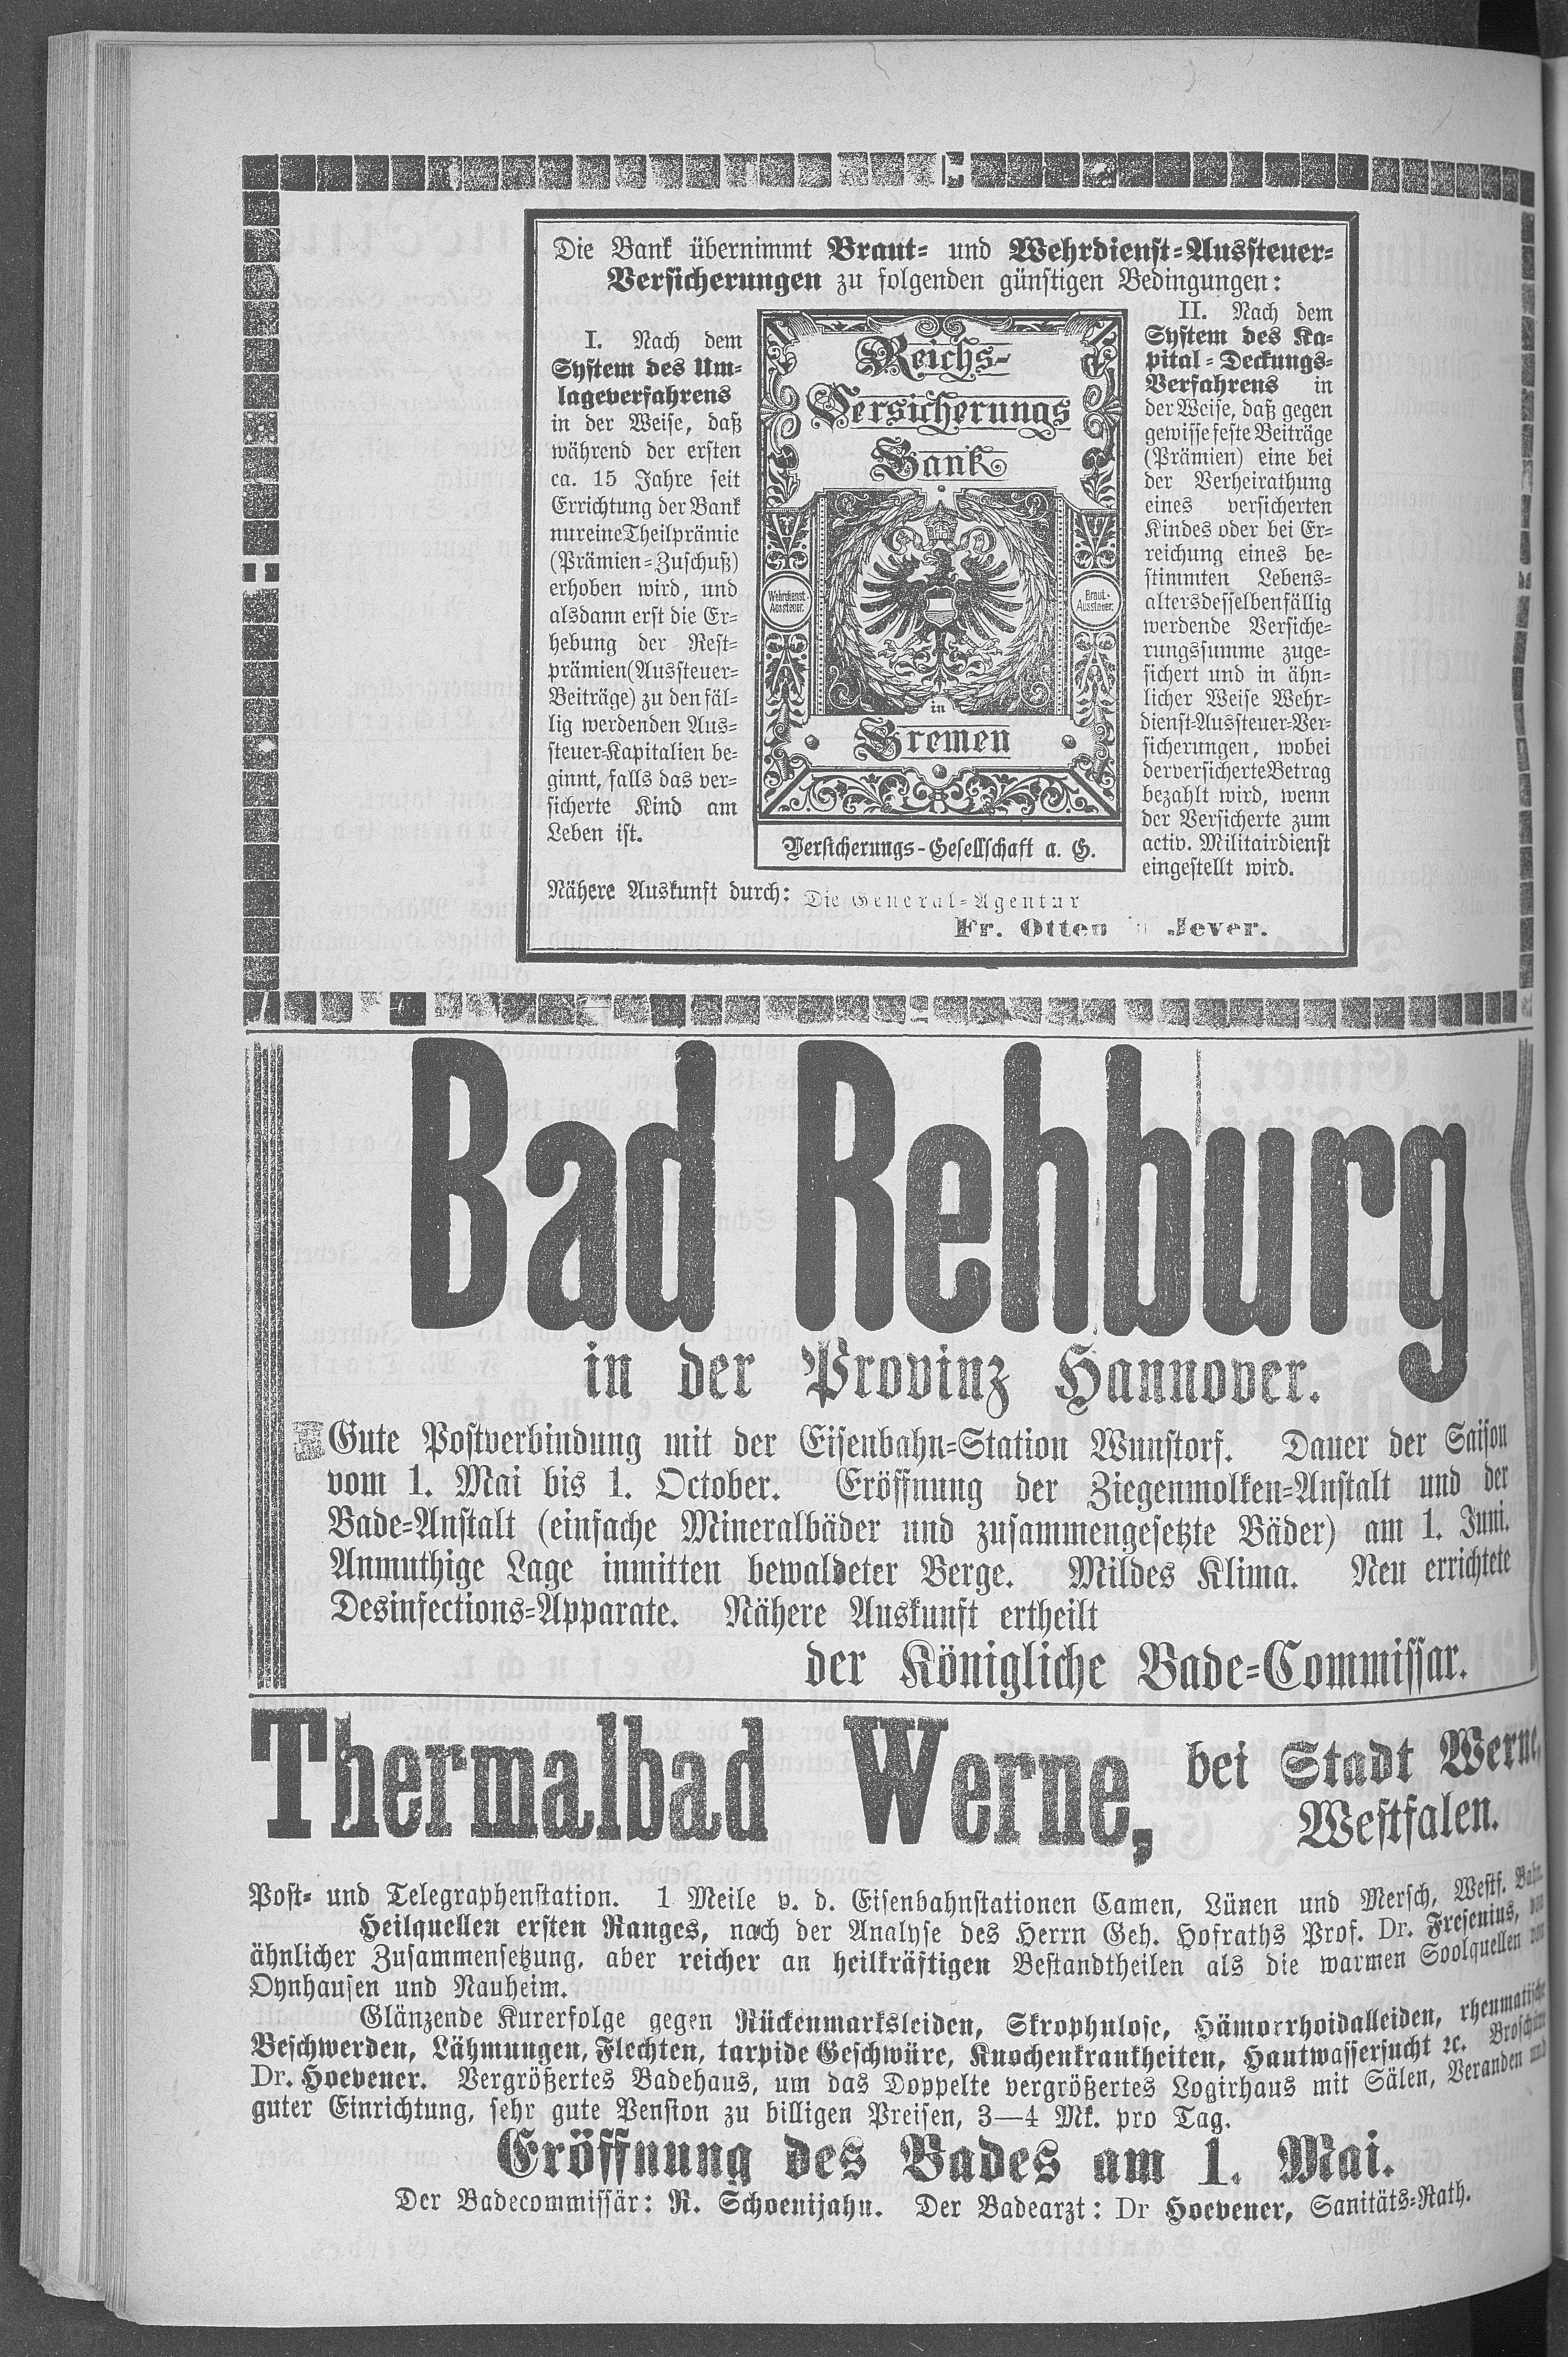 Die Bank übernimmt Braut- und Wehrdienst-Aussteuer-
Versicherungen zu folgenden günstigen Bedingungen:
I. Nach dem
System des Um-
lageverfahrens
in der Weise, daß
während der ersten
ca. 15 Jahre seit
Errichtung der Bank
nur eine Theilprämie
(Prämien-Zuschuß)
erhoben wird, und
alsdann erst die Er-
hebung der Rest-
prämien (Aussteuer-
Beiträge) zu den fäl-
lig werdenden Aus-
steuer-Kapitalien be-
ginnt, falls das ver-
sicherte Kind am
Leben ist.
Reichs-
Versicherungs
Bank
Wehrdienst-
Aussteuer.
Braut-
Aussteuer.
in
Bremen
Versicherungs-Gesellschaft a. G.
II. Nach dem
System des Ka-
pital-Deckungs-
Verfahrens in
der Weise, daß gegen
gewisse feste Beiträge
(Prämien) eine bei
der Verheirathung
eines versicherten
Kindes oder bei Er-
reichung eines be-
stimmten Lebens-
alters desselben fällig
werdende Versiche-
rungssumme zuge-
sichert und in ähn-
licher Weise Wehr-
dienst-Aussteuer-Ver-
sicherungen, wobei
der versicherte Betrag
bezahlt wird, wenn
der Versicherte zum
activ. Militairdienst
eingestellt wird.
Nähere Auskunft durch: Die General-Agentur
Fr. Otten in Jever.
Bad Rehburg
in der Provinz Hannover.
Gute Postverbindung mit der Eisenbahn-Station Wunstorf. Dauer der Saison
vom 1. Mai bis 1. October. Eröffnung der Ziegenmolken-Anstalt und der
Bade-Anstalt (einfache Mineralbäder und zusammengesetzte Bäder) am 1. Juni.
Anmuthige Lage inmitten bewaldeter Berge. Mildes Klima. Neu errichtete
Desinfections-Apparate. Nähere Auskunft ertheilt
der Königliche Bade-Commissar.
Thermalbad Werne, bei Stadt Werne,
Westfalen.
Post- und Telegraphenstation. 1 Meile v. d. Eisenbahnstationen Camen, Lünen und Mersch, Westf. Bahn.
Heilquellen ersten Ranges, nach der Analyse des Herrn Geh. Hofraths Prof. Dr. Fresenius, von
ähnlicher Zusammensetzung, aber reicher an heilkräftigen Bestandtheilen als die warmen Soolquellen von
Oynhausen und Nauheim.
Glänzende Kurerfolge gegen Rückenmarksleiden, Skrophulose, Hämorrhoidalleiden, rheumatische
Beschwerden, Lähmungen, Flechten, tarpide Geschwüre, Knochenkrankheiten, Hautwassersucht ꝛc. Broschüre
Dr. Hoevener. Vergrößertes Badehaus, um das Doppelte vergrößertes Logirhaus mit Sälen, Veranden und
guter Einrichtung, sehr gute Pension zu billigen Preisen, 3—4 Mk. pro Tag.
Eröffnung des Bades am 1. Mai.
Der Badecommissär: R. Schoenijahn. Der Badearzt: Dr Hoevener, Sanitäts-Rath.